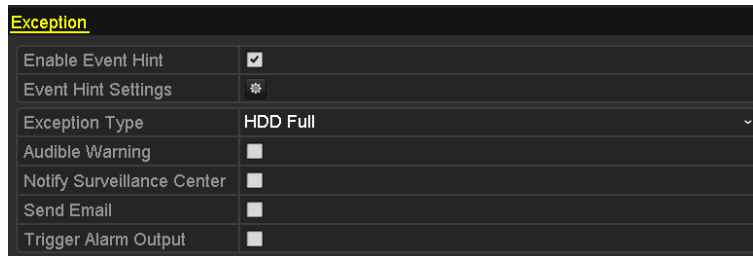 Exception
Enable Event Hint
Event Hint Settings
Exception Type HDD Full
Audible Warning
Notify Surveillance Center
Send Email
Trigger Alarm Output